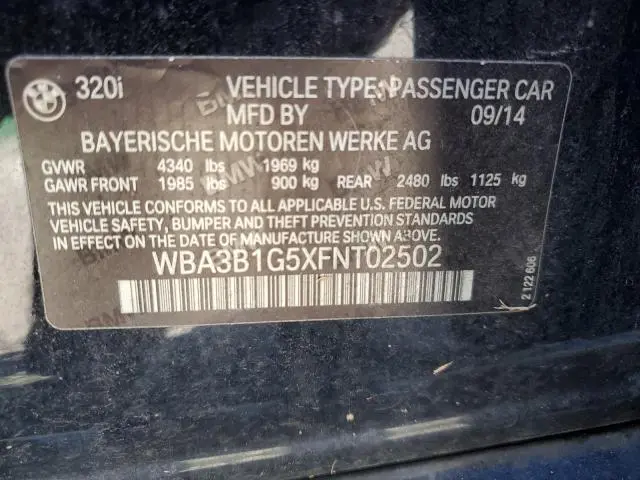 BMW 320i VEHICLE TYPE: PASSENGER CAR
MFD BY 09/14
BAYERISCHE MOTOREN WERKE AG
GVWR 4340 lbs 1969 kg
GAWR FRONT 1985 lbs 900 kg REAR 2480 lbs 1125 kg
THIS VEHICLE CONFORMS TO ALL APPLICABLE U.S. FEDERAL MOTOR
VEHICLE SAFETY, BUMPER AND THEFT PREVENTION STANDARDS
IN EFFECT ON THE DATE OF MANUFACTURE SHOWN ABOVE.
WBA3B1G5XFNT02502
2 122 606